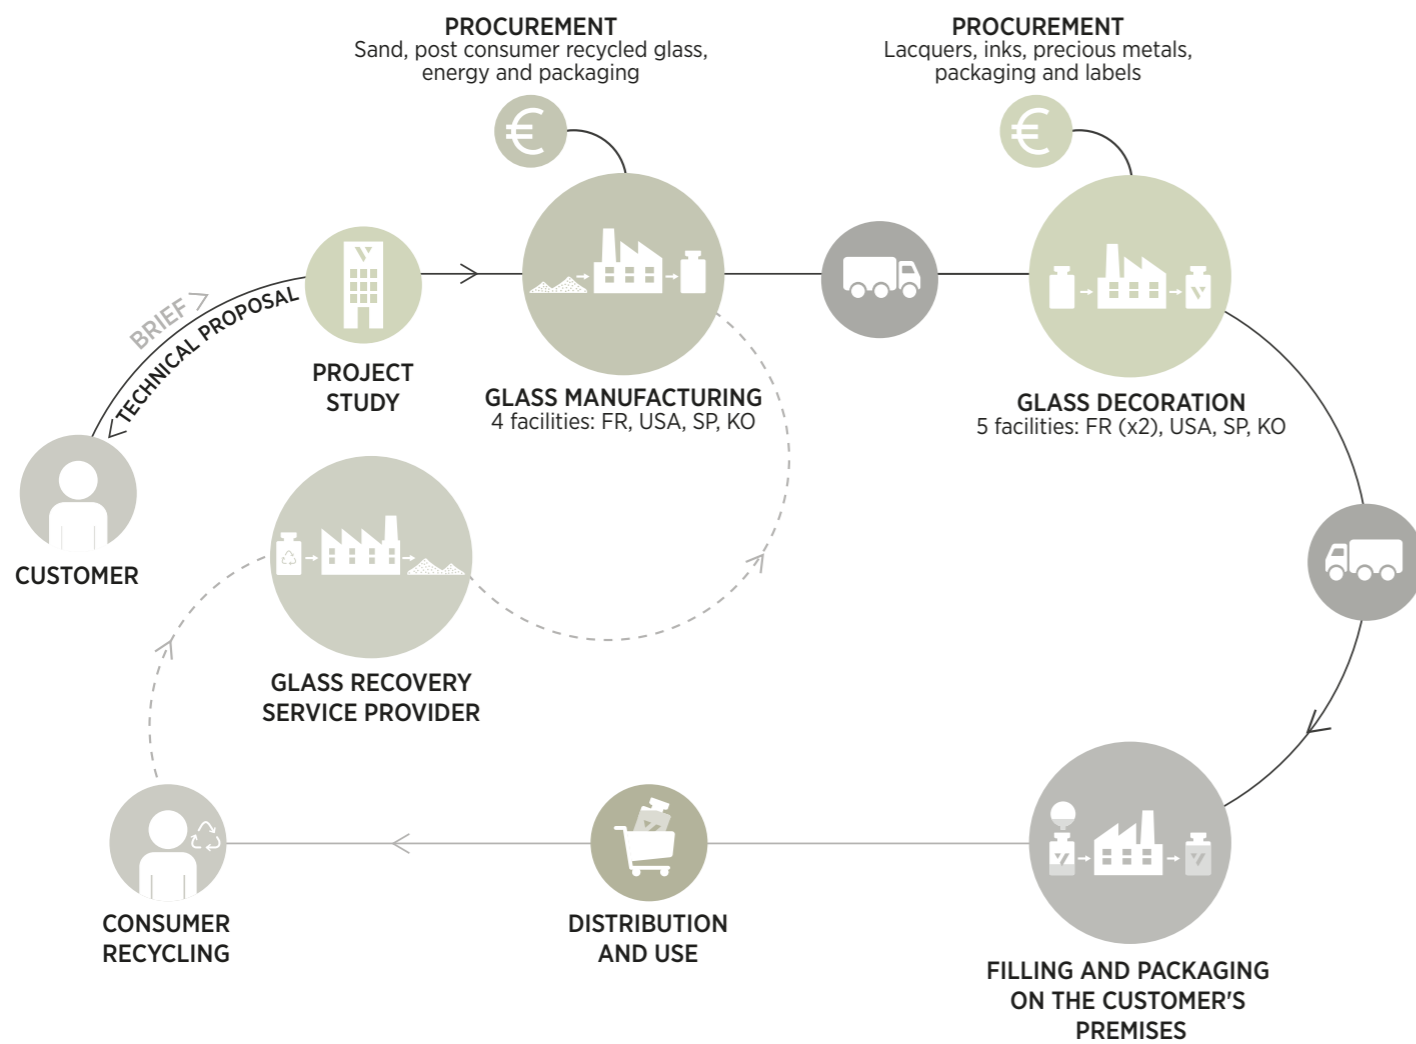 PROCUREMENT
Sand, post consumer recycled glass,
energy and packaging
PROCUREMENT
Lacquers, inks, precious metals,
packaging and labels
BRIEF
TECHNICAL PROPOSAL
PROJECT
STUDY
GLASS MANUFACTURING
4 facilities: FR, USA, SP, KO
GLASS DECORATION
5 facilities: FR (x2), USA, SP, KO
CUSTOMER
GLASS RECOVERY
SERVICE PROVIDER
CONSUMER
RECYCLING
DISTRIBUTION
AND USE
FILLING AND PACKAGING
ON THE CUSTOMER'S
PREMISES